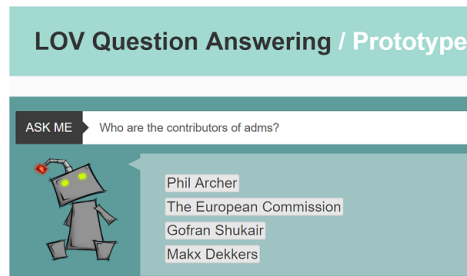 LOV Question Answering / Prototype
ASK ME
Who are the contributors of adms?
Phil Archer
The European Commission
Gofran Shukair
Makx Dekkers